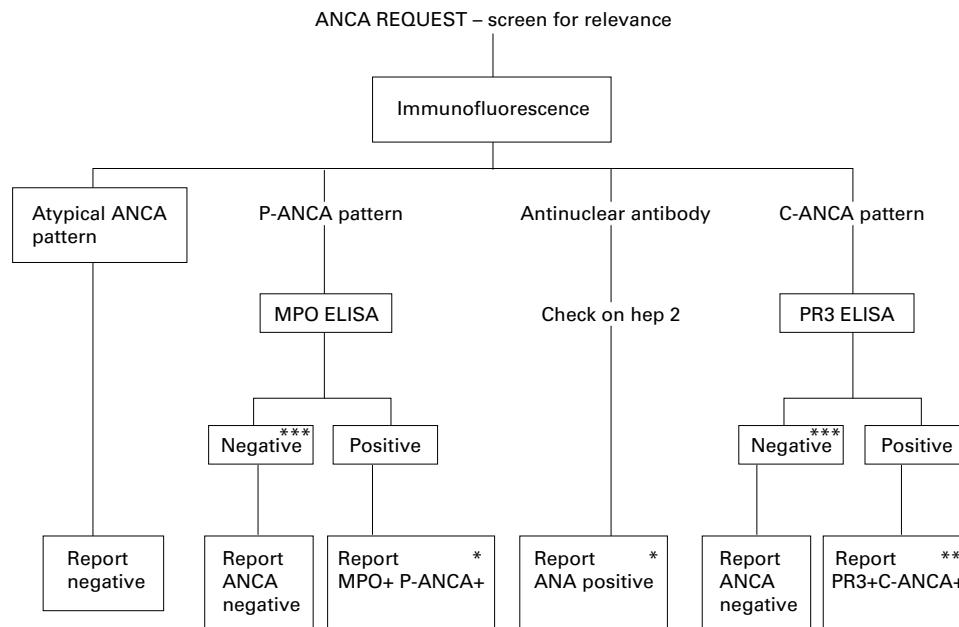 ANCA REQUEST – screen for relevance
Immunofluorescence
Atypical ANCA
pattern
P-ANCA pattern
Antinuclear antibody
C-ANCA pattern
MPO ELISA
Check on hep 2
PR3 ELISA
Negative***
Positive
Negative***
Positive
Report
negative
Report
ANCA
negative
Report *
MPO+ P-ANCA+
Report *
ANA positive
Report
ANCA
negative
Report **
PR3+C-ANCA+